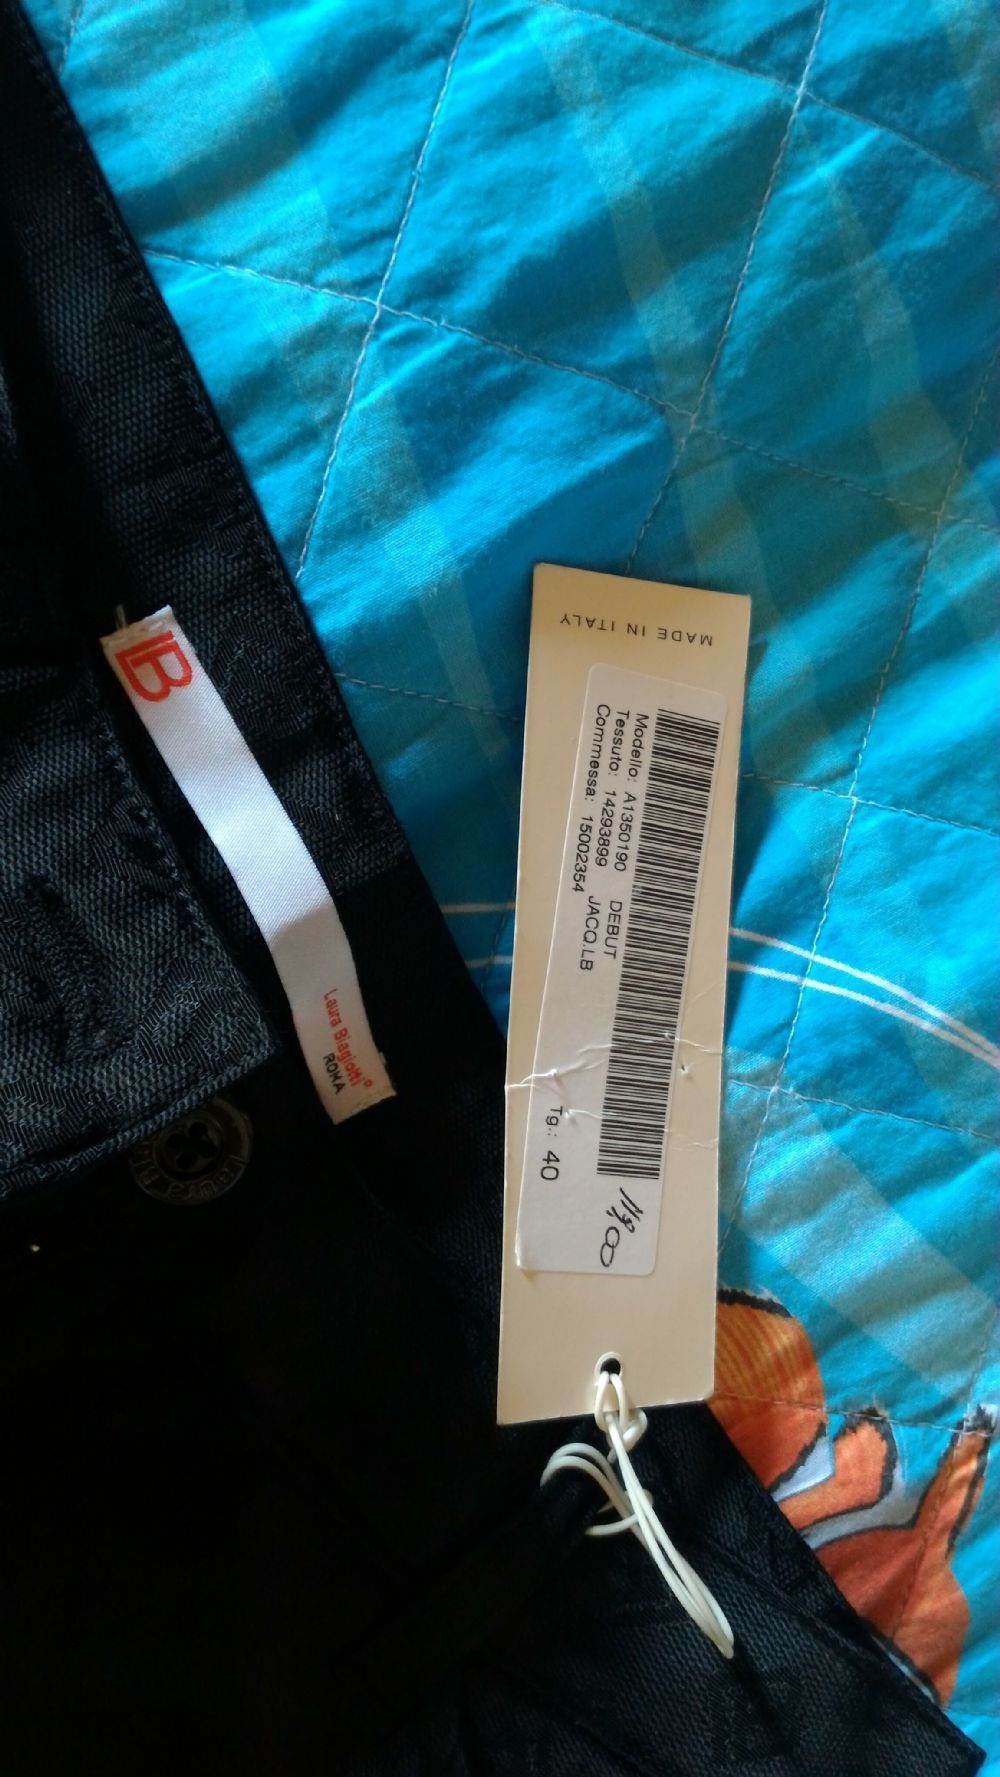 MADE IN ITALY
Modello: A1350190 DEBUT
Tessuto: 14293899 JACQ.LB
Commessa: 15002354
Tg.: 40
LB
Laura Biagiotti®
ROMA